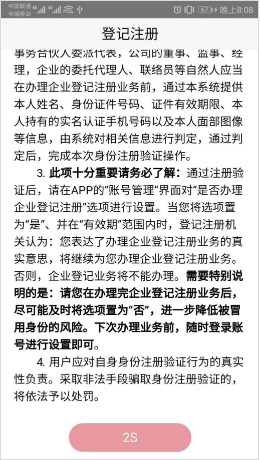 中国联通
中国移动
67
晚上8:08
登记注册
事务合伙人委派代表，公司的董事、监事、经
理，企业的委托代理人、联络员等自然人应当
在办理企业登记注册业务前，通过本系统提供
本人姓名、身份证件号码、证件有效期限、本
人持有的实名认证手机号码以及本人面部图像
等信息，由系统对相关信息进行判定，通过判
定后，完成本次身份注册验证操作。
3. 此项十分重要请务必了解：通过注册验
证后，请在APP的“账号管理”界面对“是否办理
企业登记注册”选项进行设置。当您将选项置
为“是”、并在“有效期”范围内时，登记注册机
关认为：您表达了办理企业登记注册业务的真
实意思，将继续为您办理企业登记注册业务。
否则，企业登记业务将不能办理。需要特别说
明的是：请您在办理完企业登记注册业务后，
尽可能及时将选项置为“否”，进一步降低被冒
用身份的风险。下次办理业务前，随时登录账
号进行设置即可。
4. 用户应对自身身份注册验证行为的真实
性负责。采取非法手段骗取身份注册验证的，
将依法予以处罚。
2S